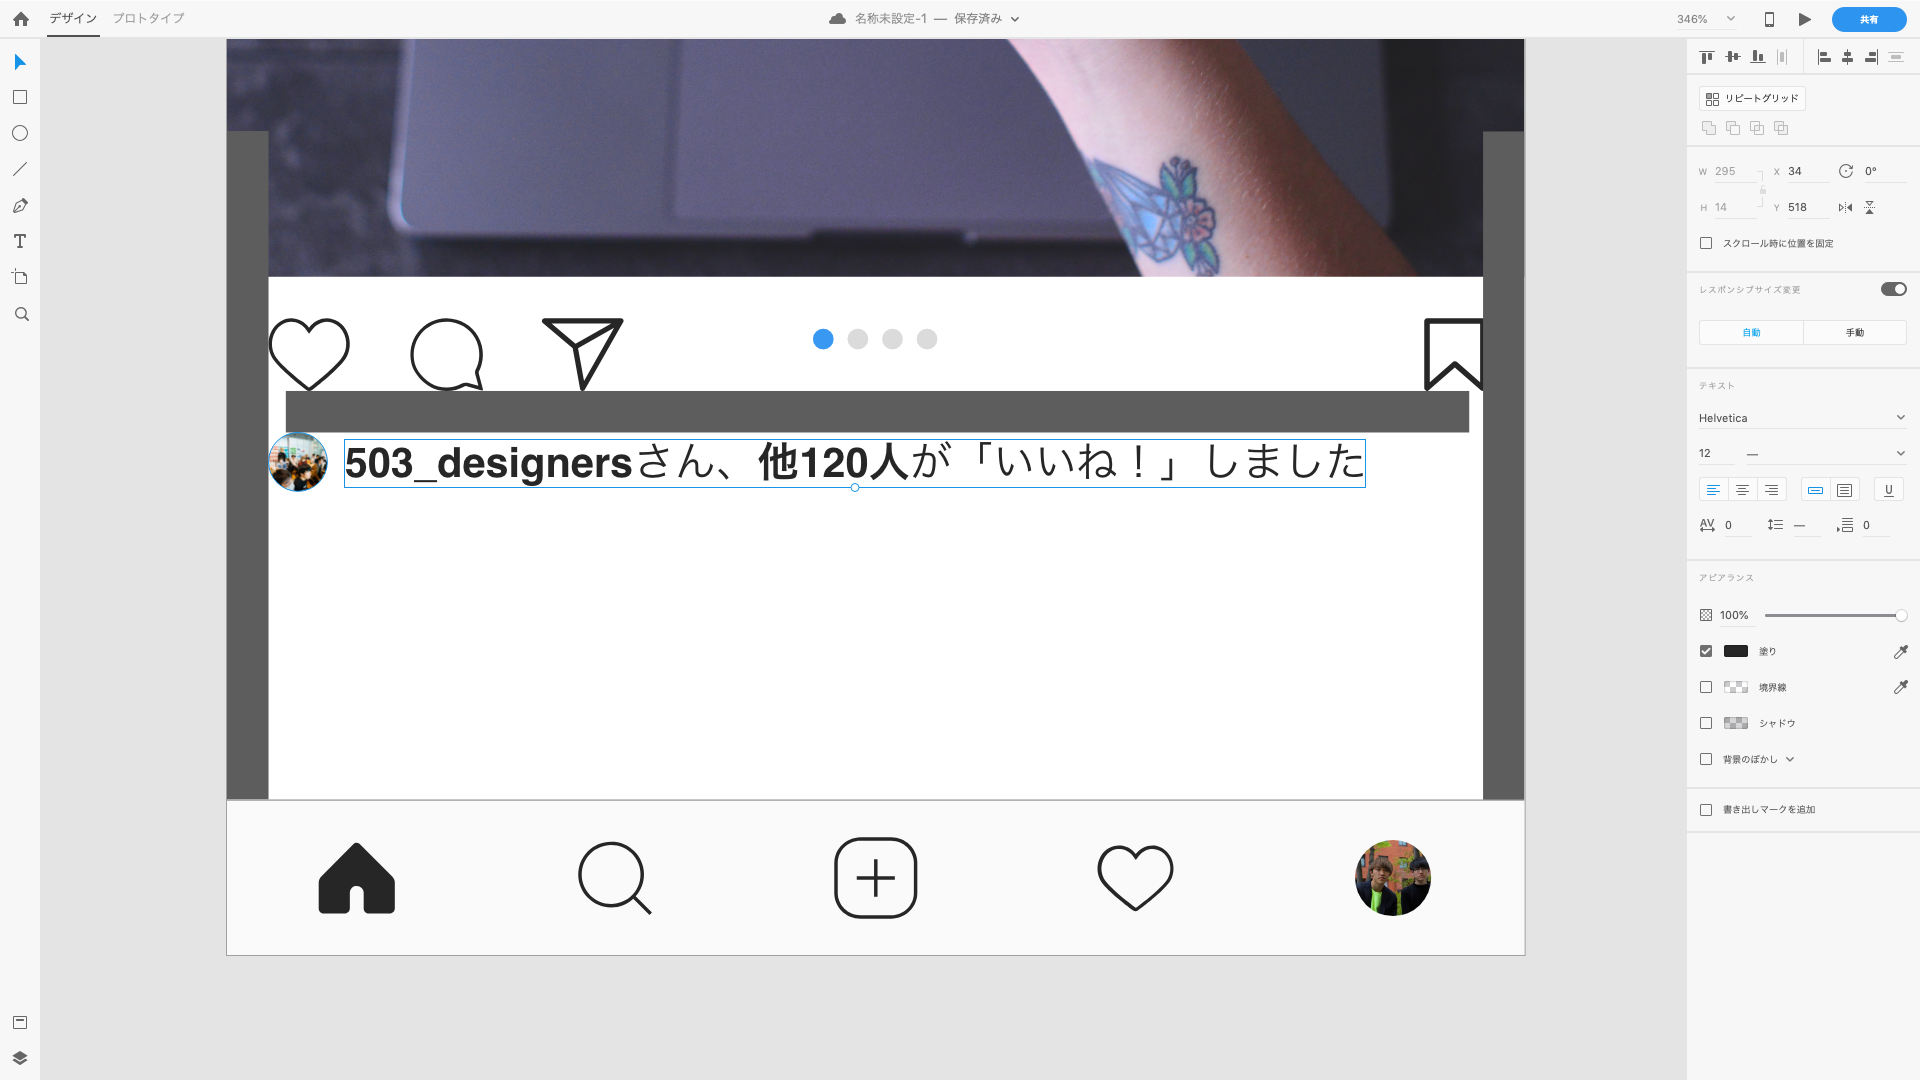 デザイン プロトタイプ 名称未設定-1 — 保存済み 346% 共有
リピートグリッド
W 295 X 34 0°
H 14 Y 518
スクロール時に位置を固定
レスポンシブサイズ変更
自動 手動
テキスト
Helvetica
12 —
U
AV 0 — 0
アピアランス
100%
塗り
境界線
シャドウ
背景のぼかし
書き出しマークを追加
503_designersさん、他120人が「いいね！」しました
T